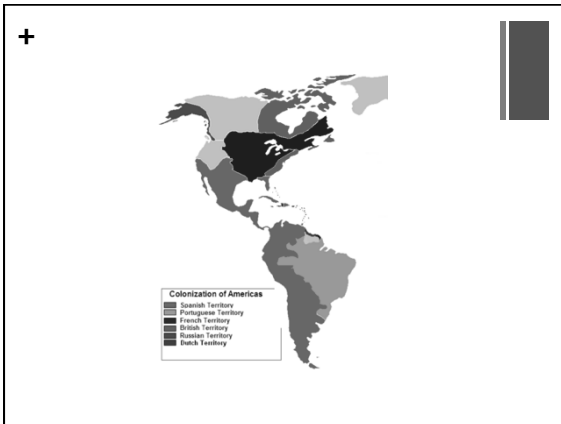 +
Colonization of Americas
Spanish Territory
Portuguese Territory
French Territory
British Territory
Russian Territory
Dutch Territory